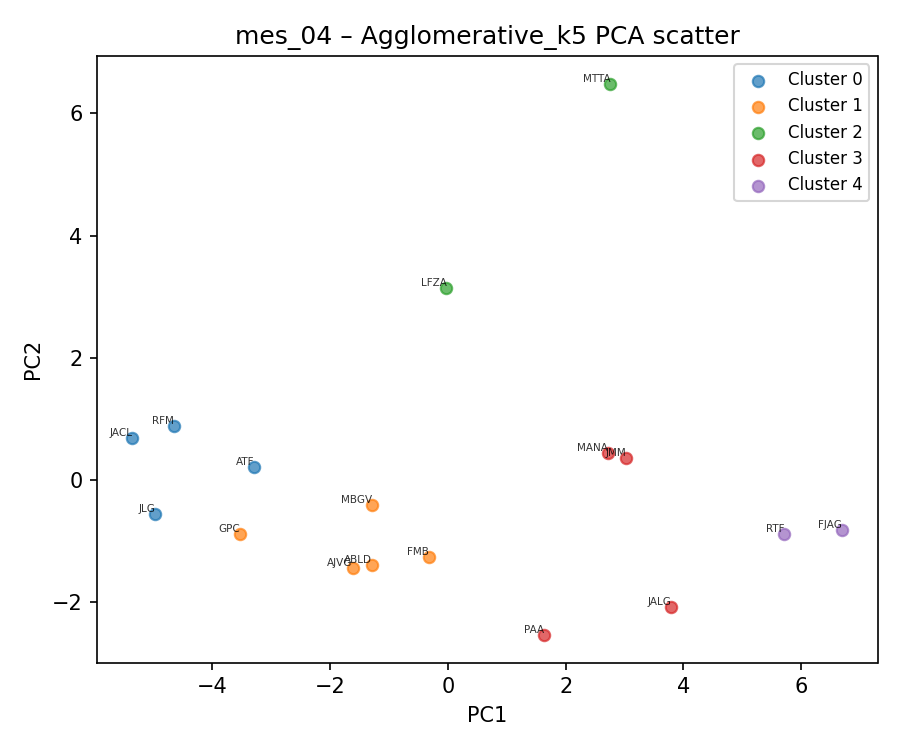 mes_04 – Agglomerative_k5 PCA scatter
MTTA
Cluster 0
Cluster 1
Cluster 2
Cluster 3
Cluster 4
6
4
LFZA
2
RFM
JACL
ATF
MANA
0
MBGV
JLG
GPC
RTF
FJAG
FMB
ABLD
AJVG
−2
JALG
PAA
PC2
−4
−2
0
2
4
6
PC1